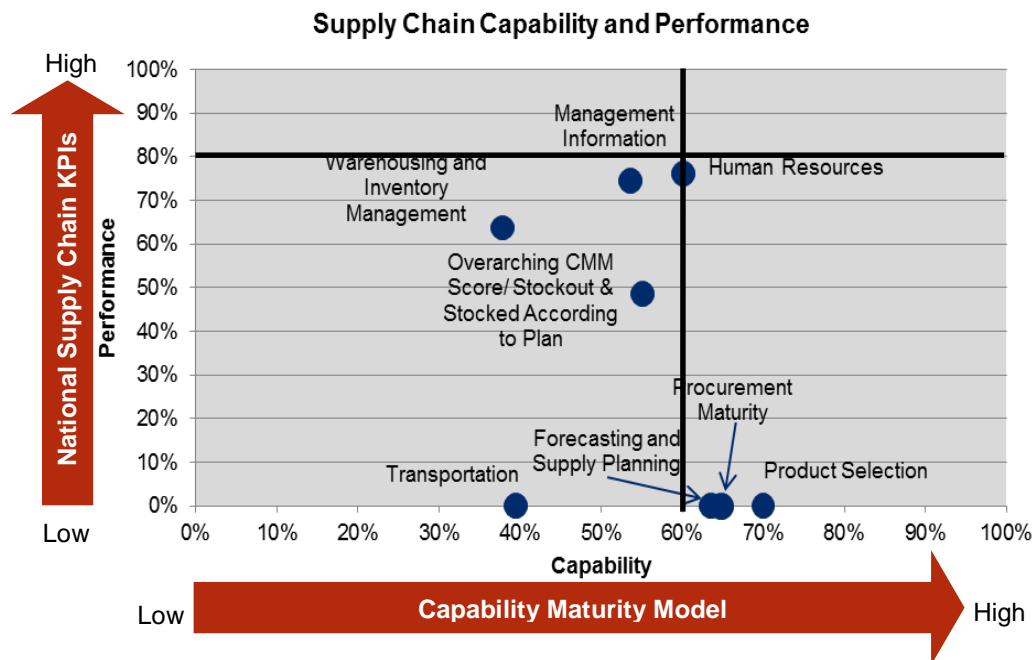 Supply Chain Capability and Performance
High
National Supply Chain KPIs
Low
Performance
100%
90%
80%
70%
60%
50%
40%
30%
20%
10%
0%
Management
Information
Human Resources
Warehousing and
Inventory
Management
Overarching CMM
Score/ Stockout &
Stocked According
to Plan
Procurement
Maturity
Forecasting and
Supply Planning
Product Selection
Transportation
0% 10% 20% 30% 40% 50% 60% 70% 80% 90% 100%
Capability
Low
Capability Maturity Model
High